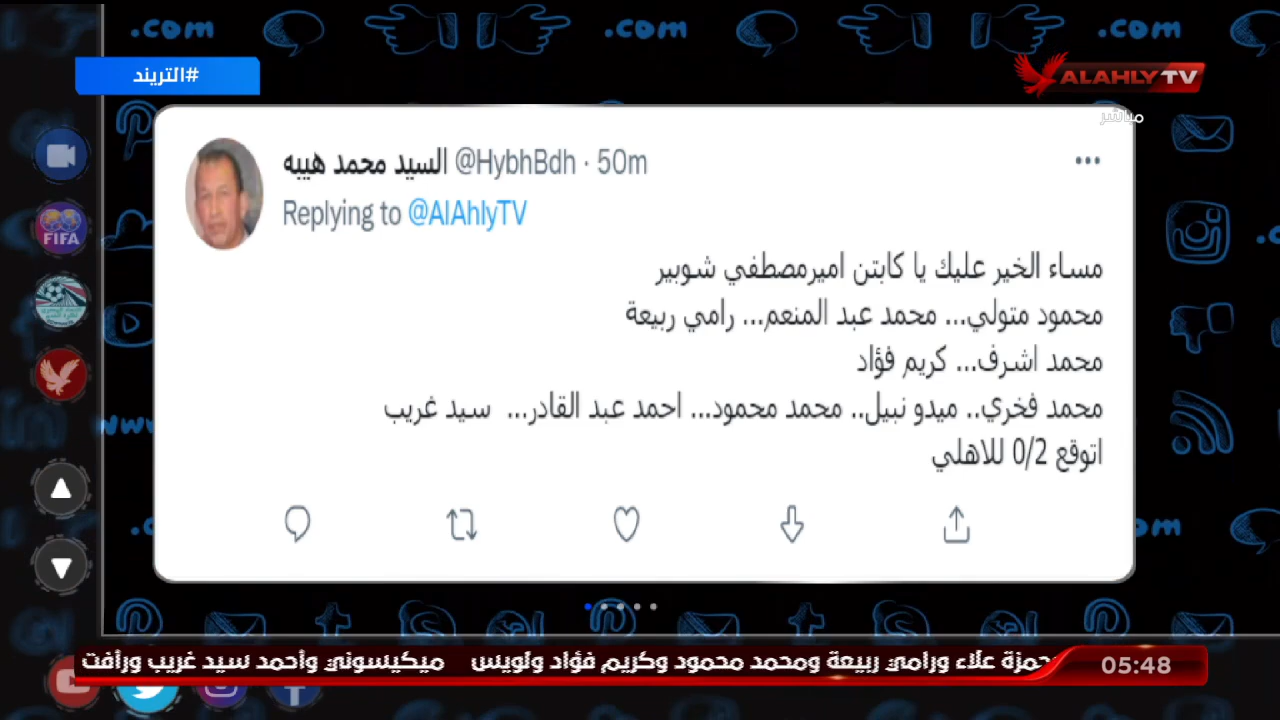 .com
.com
.com
#التريند
ALAHLY TV
مباشر
السيد محمد هيبه @HybhBdh · 50m
Replying to @AlAhlyTV
مساء الخير عليك يا كابتن اميرمصطفي شوبير
محمود متولي... محمد عبد المنعم... رامي ربيعة
محمد اشرف... كريم فؤاد
محمد فخري.. ميدو نبيل.. محمد محمود... احمد عبد القادر... سيد غريب
اتوقع 0/2 للاهلي
FIFA
حمزة علاء ورامي ربيعة ومحمد محمود وكريم فؤاد ولويس ميكيسوني وأحمد سيد غريب ورأفت
05:48